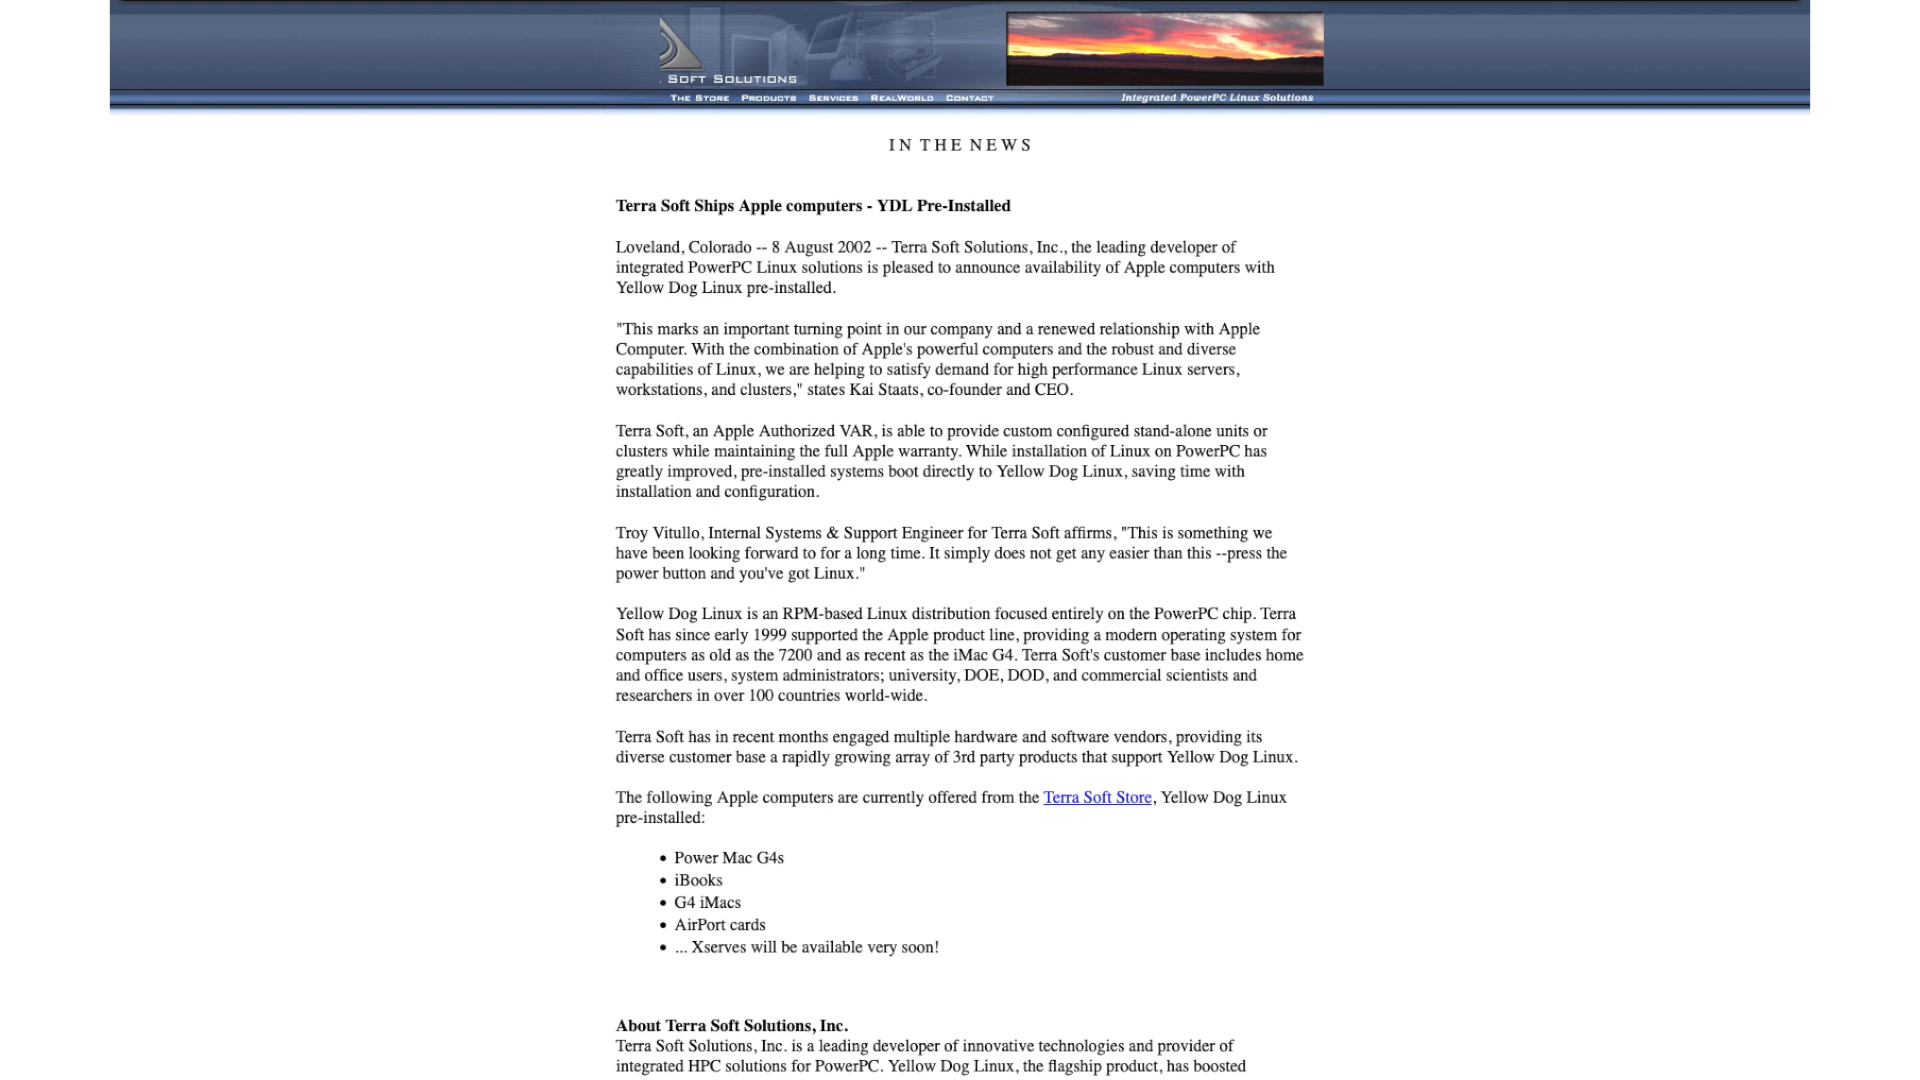 . SOFT SOLUTIONS
THE STORE PRODUCTS SERVICES REALWORLD CONTACT
Integrated PowerPC Linux Solutions
IN THE NEWS
Terra Soft Ships Apple computers - YDL Pre-Installed
Loveland, Colorado -- 8 August 2002 -- Terra Soft Solutions, Inc., the leading developer of
integrated PowerPC Linux solutions is pleased to announce availability of Apple computers with
Yellow Dog Linux pre-installed.
"This marks an important turning point in our company and a renewed relationship with Apple
Computer. With the combination of Apple's powerful computers and the robust and diverse
capabilities of Linux, we are helping to satisfy demand for high performance Linux servers,
workstations, and clusters," states Kai Staats, co-founder and CEO.
Terra Soft, an Apple Authorized VAR, is able to provide custom configured stand-alone units or
clusters while maintaining the full Apple warranty. While installation of Linux on PowerPC has
greatly improved, pre-installed systems boot directly to Yellow Dog Linux, saving time with
installation and configuration.
Troy Vitullo, Internal Systems & Support Engineer for Terra Soft affirms, "This is something we
have been looking forward to for a long time. It simply does not get any easier than this --press the
power button and you've got Linux."
Yellow Dog Linux is an RPM-based Linux distribution focused entirely on the PowerPC chip. Terra
Soft has since early 1999 supported the Apple product line, providing a modern operating system for
computers as old as the 7200 and as recent as the iMac G4. Terra Soft's customer base includes home
and office users, system administrators; university, DOE, DOD, and commercial scientists and
researchers in over 100 countries world-wide.
Terra Soft has in recent months engaged multiple hardware and software vendors, providing its
diverse customer base a rapidly growing array of 3rd party products that support Yellow Dog Linux.
The following Apple computers are currently offered from the Terra Soft Store, Yellow Dog Linux
pre-installed:
• Power Mac G4s
• iBooks
• G4 iMacs
• AirPort cards
• ... Xserves will be available very soon!
About Terra Soft Solutions, Inc.
Terra Soft Solutions, Inc. is a leading developer of innovative technologies and provider of
integrated HPC solutions for PowerPC. Yellow Dog Linux, the flagship product, has boosted